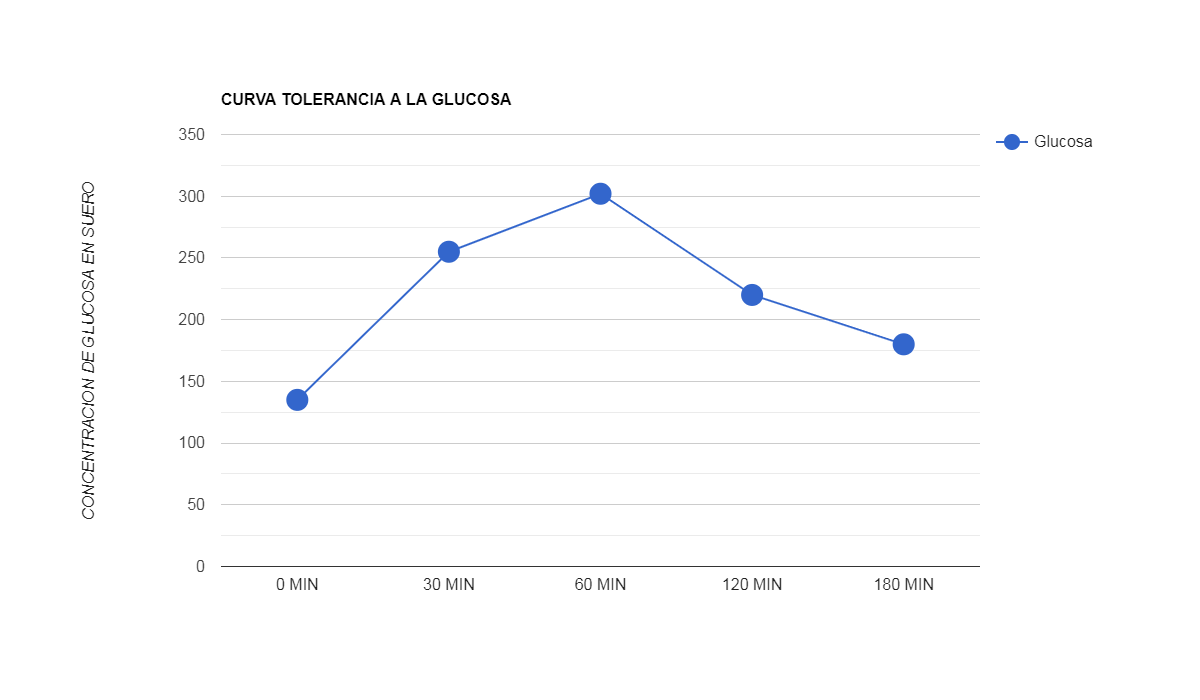 CURVA TOLERANCIA A LA GLUCOSA
350
300
250
200
150
100
50
0
CONCENTRACION DE GLUCOSA EN SUERO
0 MIN
30 MIN
60 MIN
120 MIN
180 MIN
Glucosa